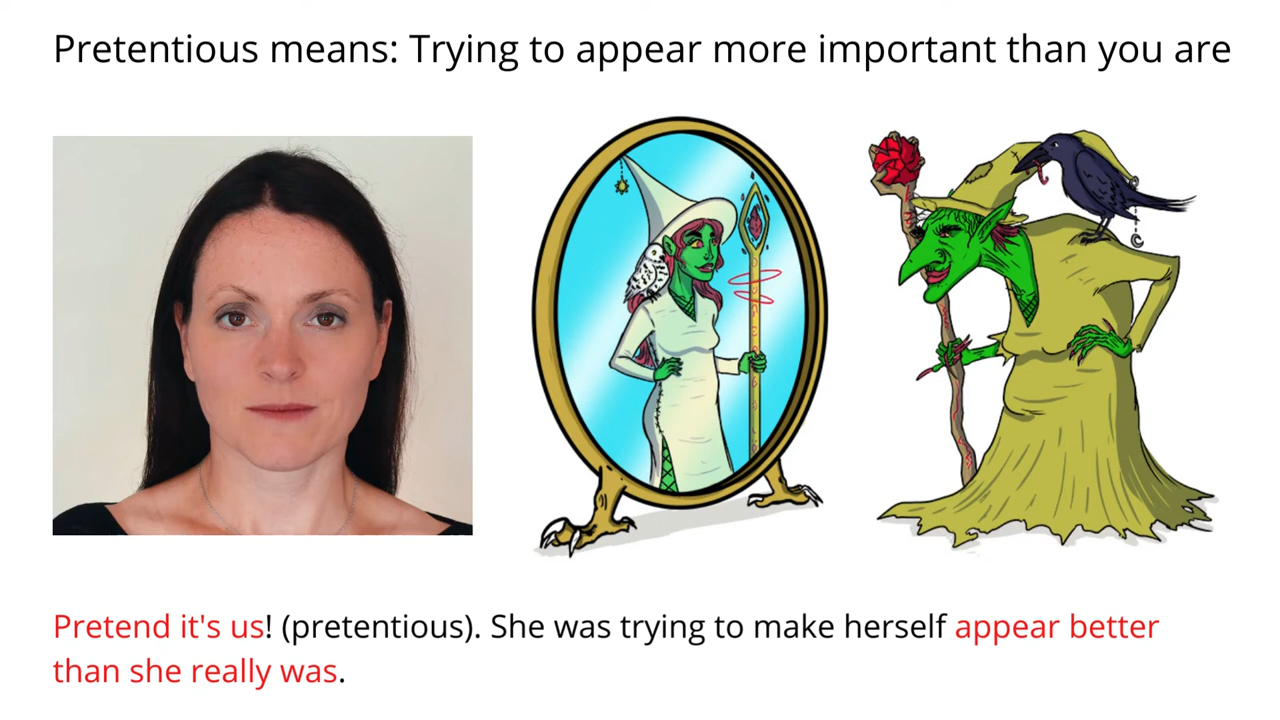 Pretentious means: Trying to appear more important than you are
Pretend it's us! (pretentious). She was trying to make herself appear better
than she really was.